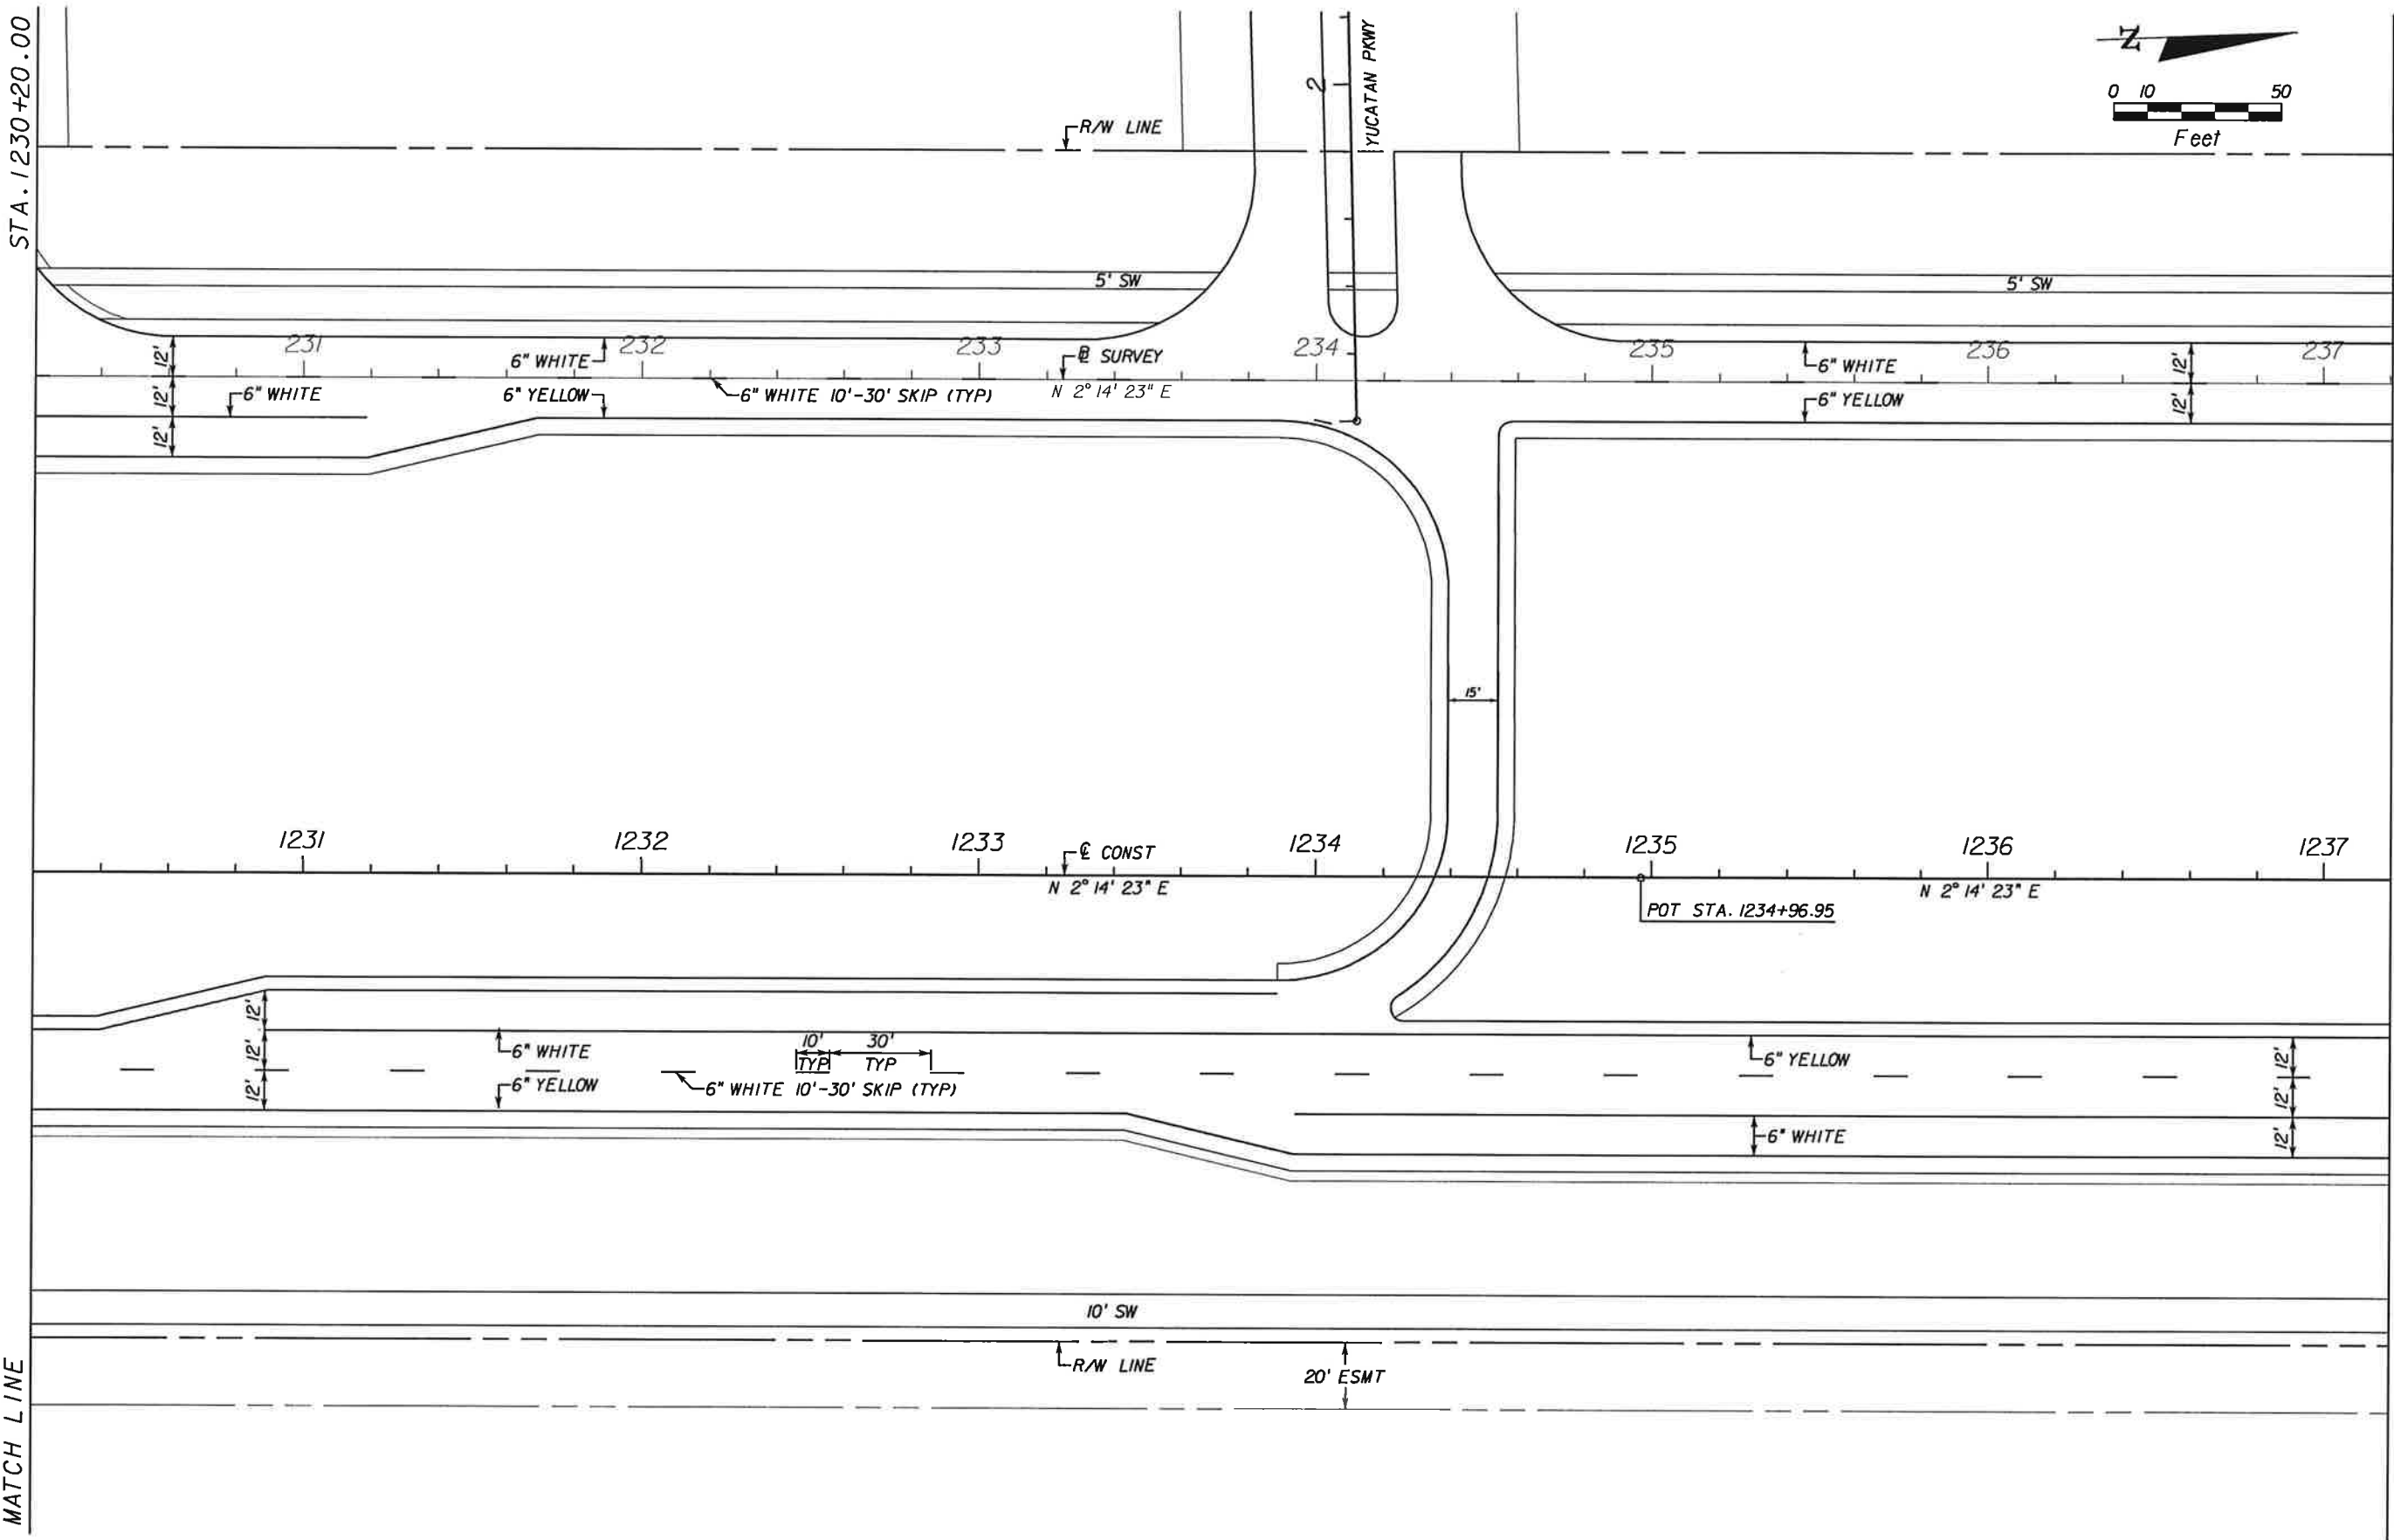 STA. 1230+20.00
MATCH LINE
YUCATAN PKWY
2
N
0 10 50
Feet
R/W LINE
5' SW
5' SW
231 232 233 234 235 236 237
12'
12'
12'
6" WHITE
6" WHITE
6" YELLOW
6" WHITE 10'-30' SKIP (TYP)
℄ SURVEY
N 2° 14' 23" E
6" WHITE
6" YELLOW
12'
12'
15'
1231 1232 1233 1234 1235 1236 1237
℄ CONST
N 2° 14' 23" E
N 2° 14' 23" E
POT STA. 1234+96.95
12'
12'
12'
6" WHITE
6" YELLOW
10' 30'
TYP TYP
6" WHITE 10'-30' SKIP (TYP)
6" YELLOW
6" WHITE
12'
12'
12'
10' SW
R/W LINE
20' ESMT